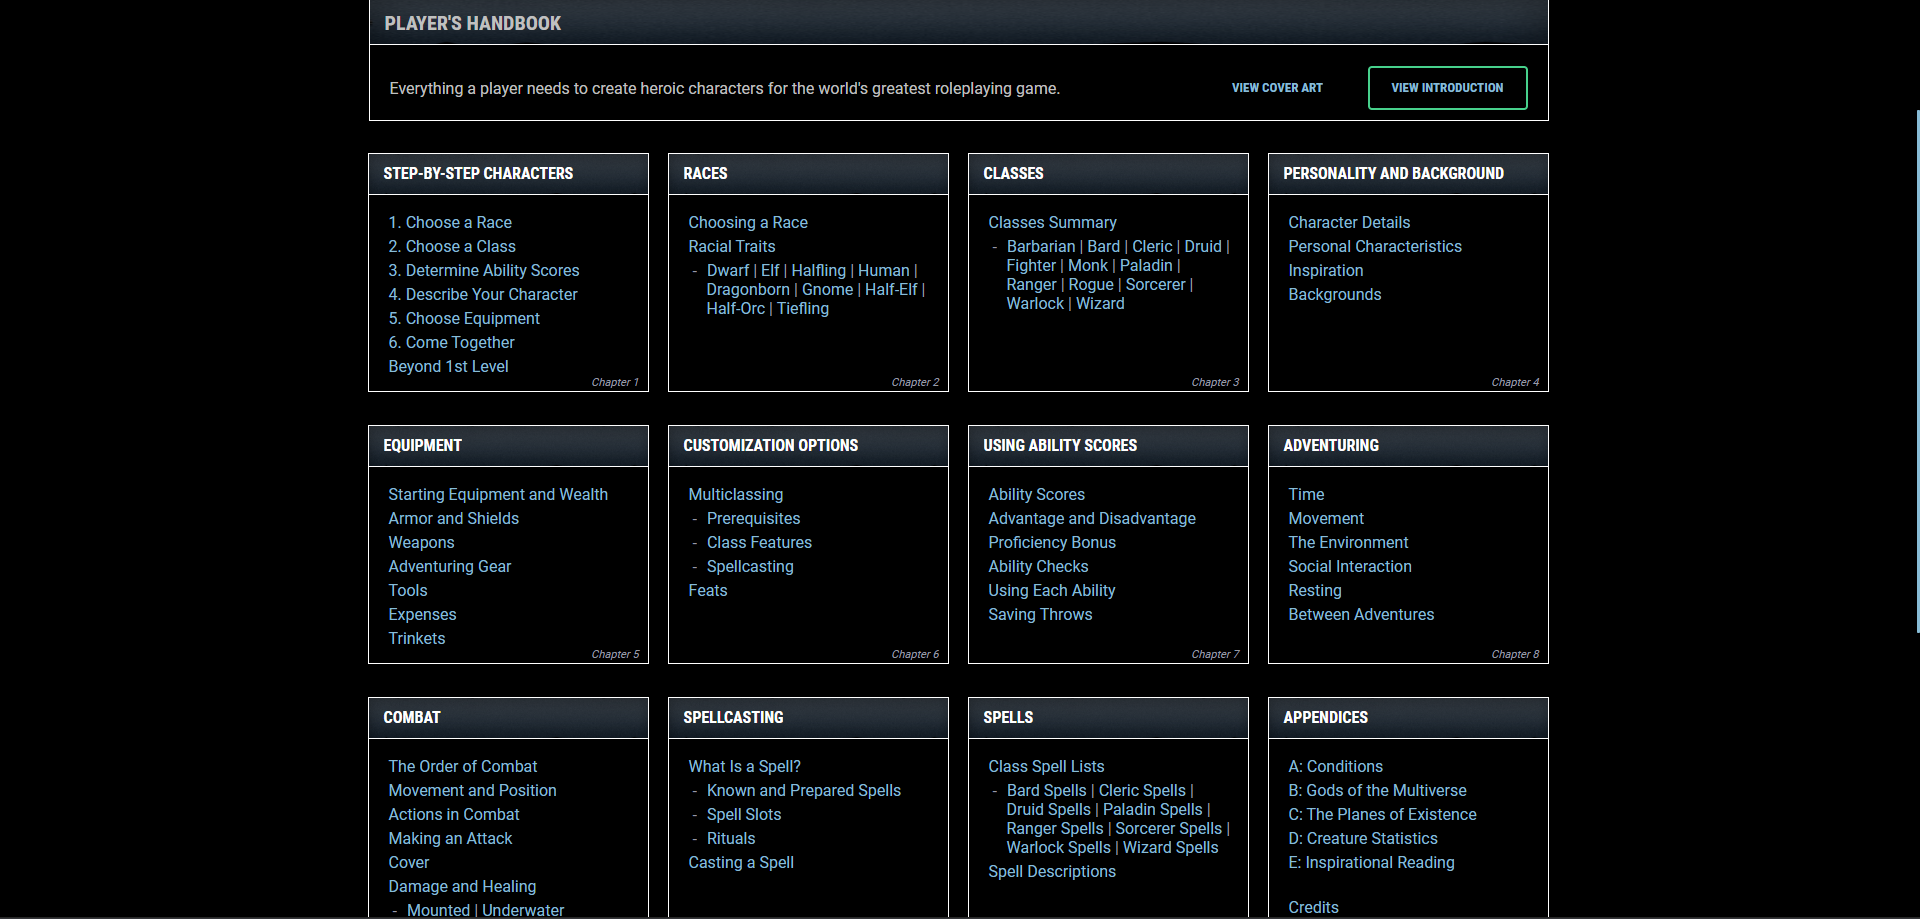 PLAYER'S HANDBOOK
Everything a player needs to create heroic characters for the world's greatest roleplaying game.
VIEW COVER ART
VIEW INTRODUCTION
STEP-BY-STEP CHARACTERS
1. Choose a Race
2. Choose a Class
3. Determine Ability Scores
4. Describe Your Character
5. Choose Equipment
6. Come Together
Beyond 1st Level
Chapter 1
RACES
Choosing a Race
Racial Traits
- Dwarf | Elf | Halfling | Human |
Dragonborn | Gnome | Half-Elf |
Half-Orc | Tiefling
Chapter 2
CLASSES
Classes Summary
- Barbarian | Bard | Cleric | Druid |
Fighter | Monk | Paladin |
Ranger | Rogue | Sorcerer |
Warlock | Wizard
Chapter 3
PERSONALITY AND BACKGROUND
Character Details
Personal Characteristics
Inspiration
Backgrounds
Chapter 4
EQUIPMENT
Starting Equipment and Wealth
Armor and Shields
Weapons
Adventuring Gear
Tools
Expenses
Trinkets
Chapter 5
CUSTOMIZATION OPTIONS
Multiclassing
- Prerequisites
- Class Features
- Spellcasting
Feats
Chapter 6
USING ABILITY SCORES
Ability Scores
Advantage and Disadvantage
Proficiency Bonus
Ability Checks
Using Each Ability
Saving Throws
Chapter 7
ADVENTURING
Time
Movement
The Environment
Social Interaction
Resting
Between Adventures
Chapter 8
COMBAT
The Order of Combat
Movement and Position
Actions in Combat
Making an Attack
Cover
Damage and Healing
- Mounted | Underwater
SPELLCASTING
What Is a Spell?
- Known and Prepared Spells
- Spell Slots
- Rituals
Casting a Spell
SPELLS
Class Spell Lists
- Bard Spells | Cleric Spells |
Druid Spells | Paladin Spells |
Ranger Spells | Sorcerer Spells |
Warlock Spells | Wizard Spells
Spell Descriptions
APPENDICES
A: Conditions
B: Gods of the Multiverse
C: The Planes of Existence
D: Creature Statistics
E: Inspirational Reading
Credits